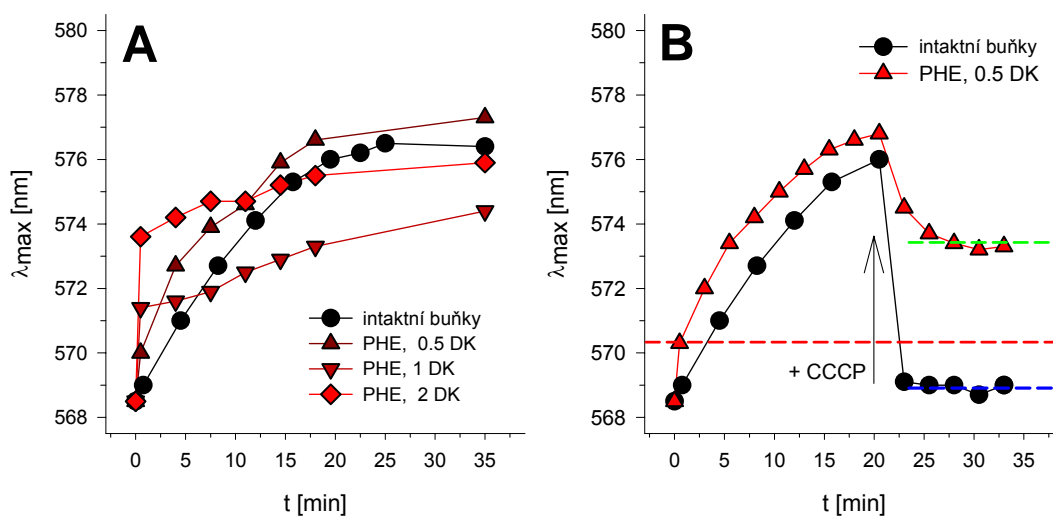 A
580
578
576
574
572
570
568
λmax [nm]
intaktní buňky
PHE, 0.5 DK
PHE, 1 DK
PHE, 2 DK
0 5 10 15 20 25 30 35
t [min]
B
580
578
576
574
572
570
568
λmax [nm]
intaktní buňky
PHE, 0.5 DK
+ CCCP
0 5 10 15 20 25 30 35
t [min]